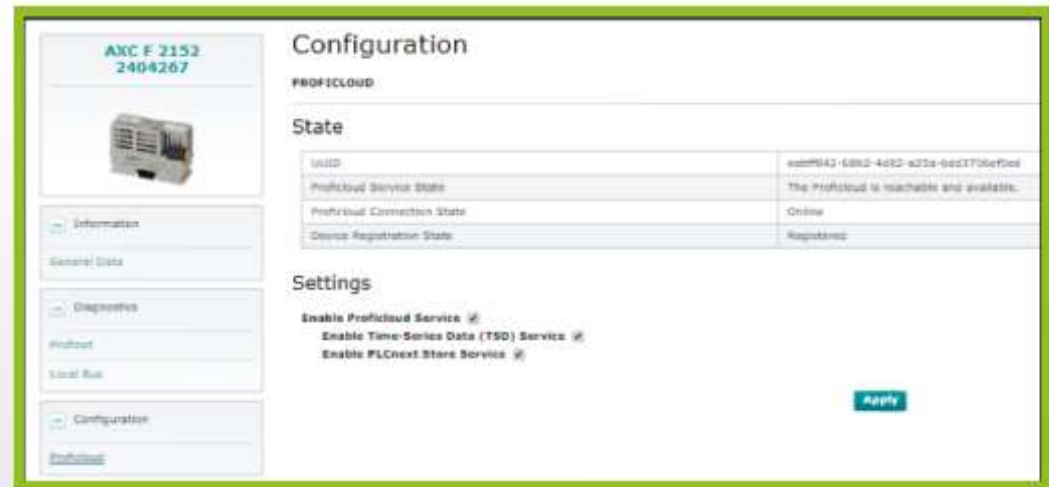 AXC F 2152
2404267
Information
General Data
Diagnostics
Profinet
Local Bus
Configuration
Proficloud
Configuration
PROFICLOUD
State
UUID
Proficloud Service State The Proficloud is reachable and available.
Proficloud Connection State Online
Device Registration State Registered
Settings
Enable Proficloud Service
Enable Time-Series Data (TSD) Service
Enable PLCnext Store Service
Apply